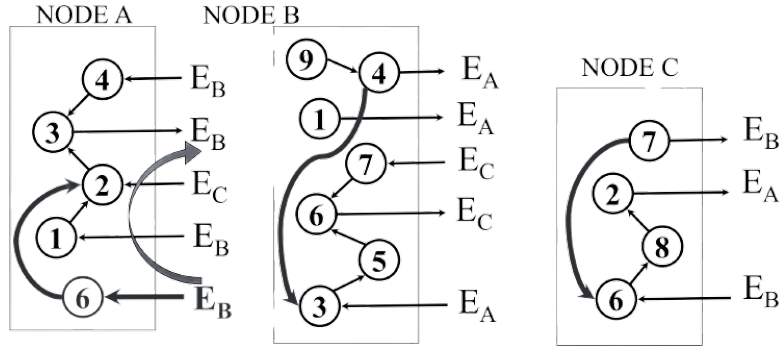 NODE A
4 E_B
3 E_B
2 E_C
1 E_B
6 E_B
NODE B
9 4 E_A
1 E_A
7 E_C
6 E_C
5
3 E_A
NODE C
7 E_B
2 E_A
8
6 E_B